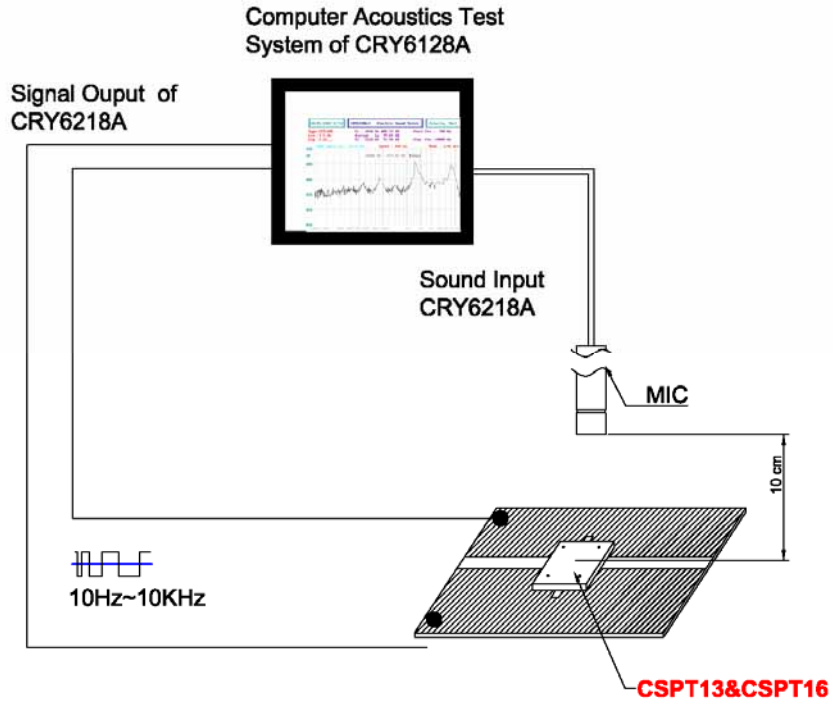 Computer Acoustics Test
System of CRY6128A
Signal Ouput of
CRY6218A
Sound Input
CRY6218A
MIC
10 cm
10Hz~10KHz
CSPT13&CSPT16